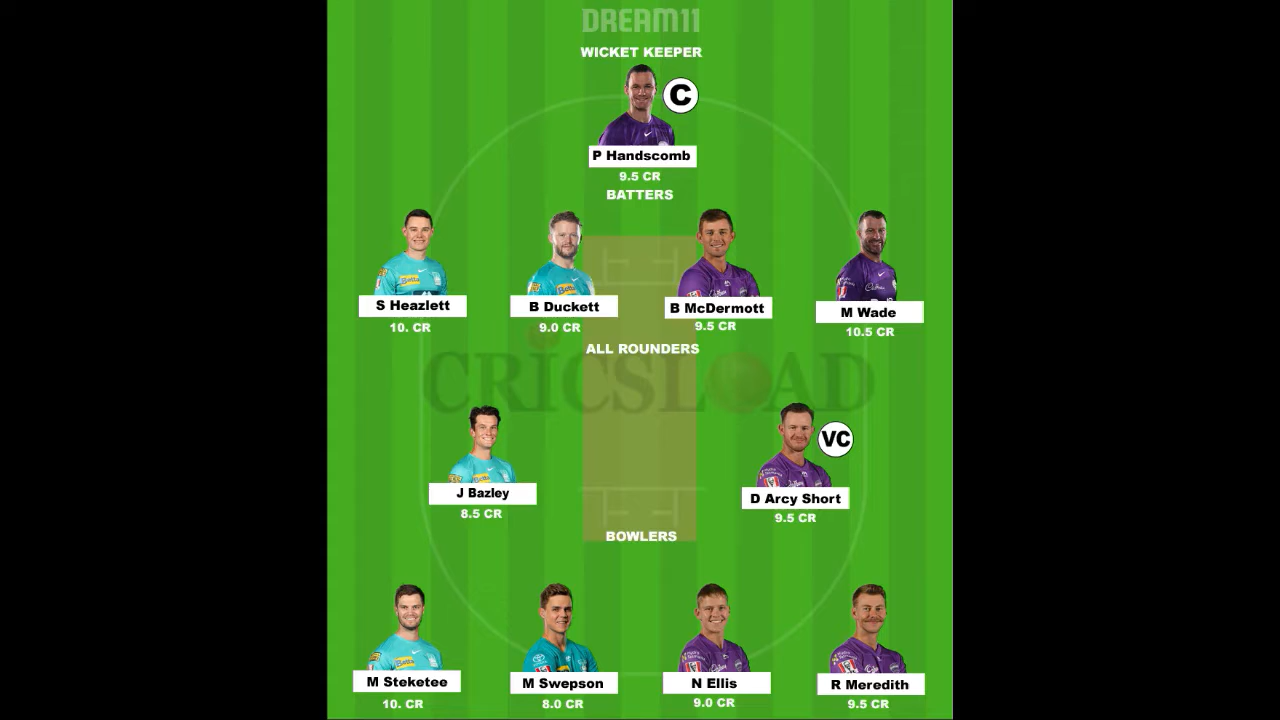 DREAM11
WICKET KEEPER
C
P Handscomb
9.5 CR
BATTERS
S Heazlett
B Duckett
B McDermott
M Wade
10. CR
9.0 CR
9.5 CR
10.5 CR
ALL ROUNDERS
CRICSLOAD
VC
J Bazley
D Arcy Short
8.5 CR
9.5 CR
BOWLERS
M Steketee
M Swepson
N Ellis
R Meredith
10. CR
8.0 CR
9.0 CR
9.5 CR